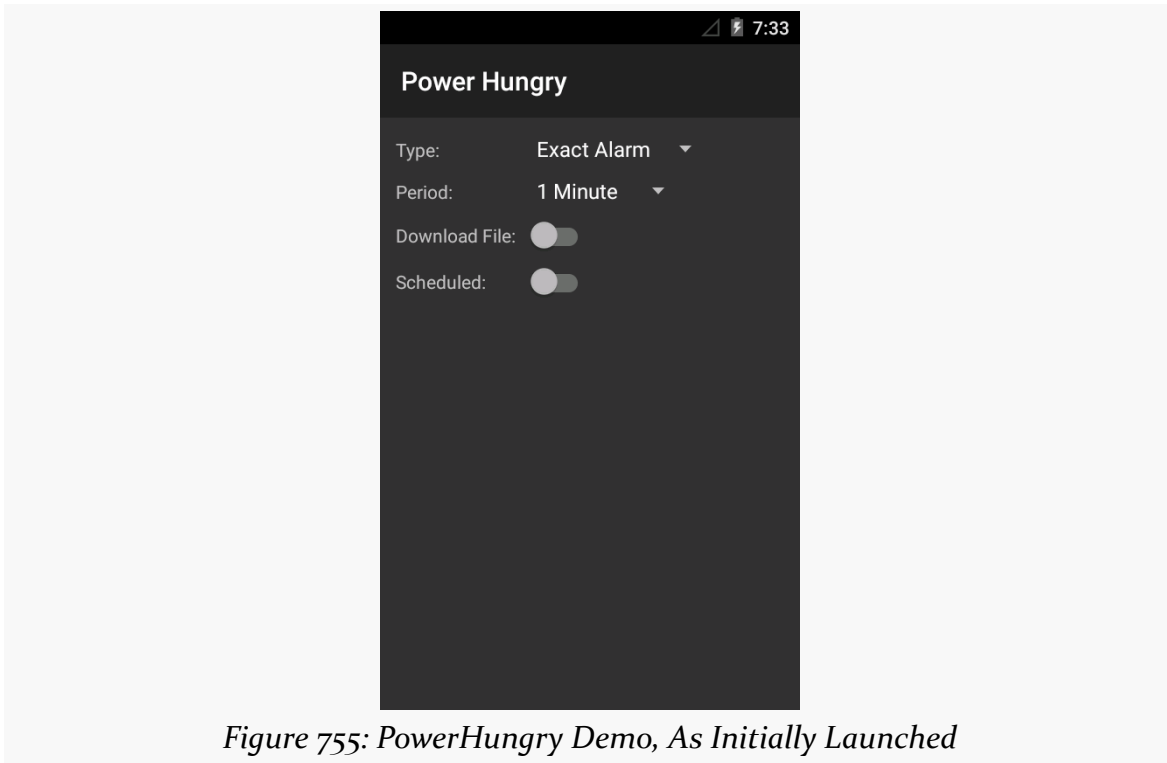 7:33
Power Hungry
Type: Exact Alarm
Period: 1 Minute
Download File:
Scheduled:
Figure 755: PowerHungry Demo, As Initially Launched